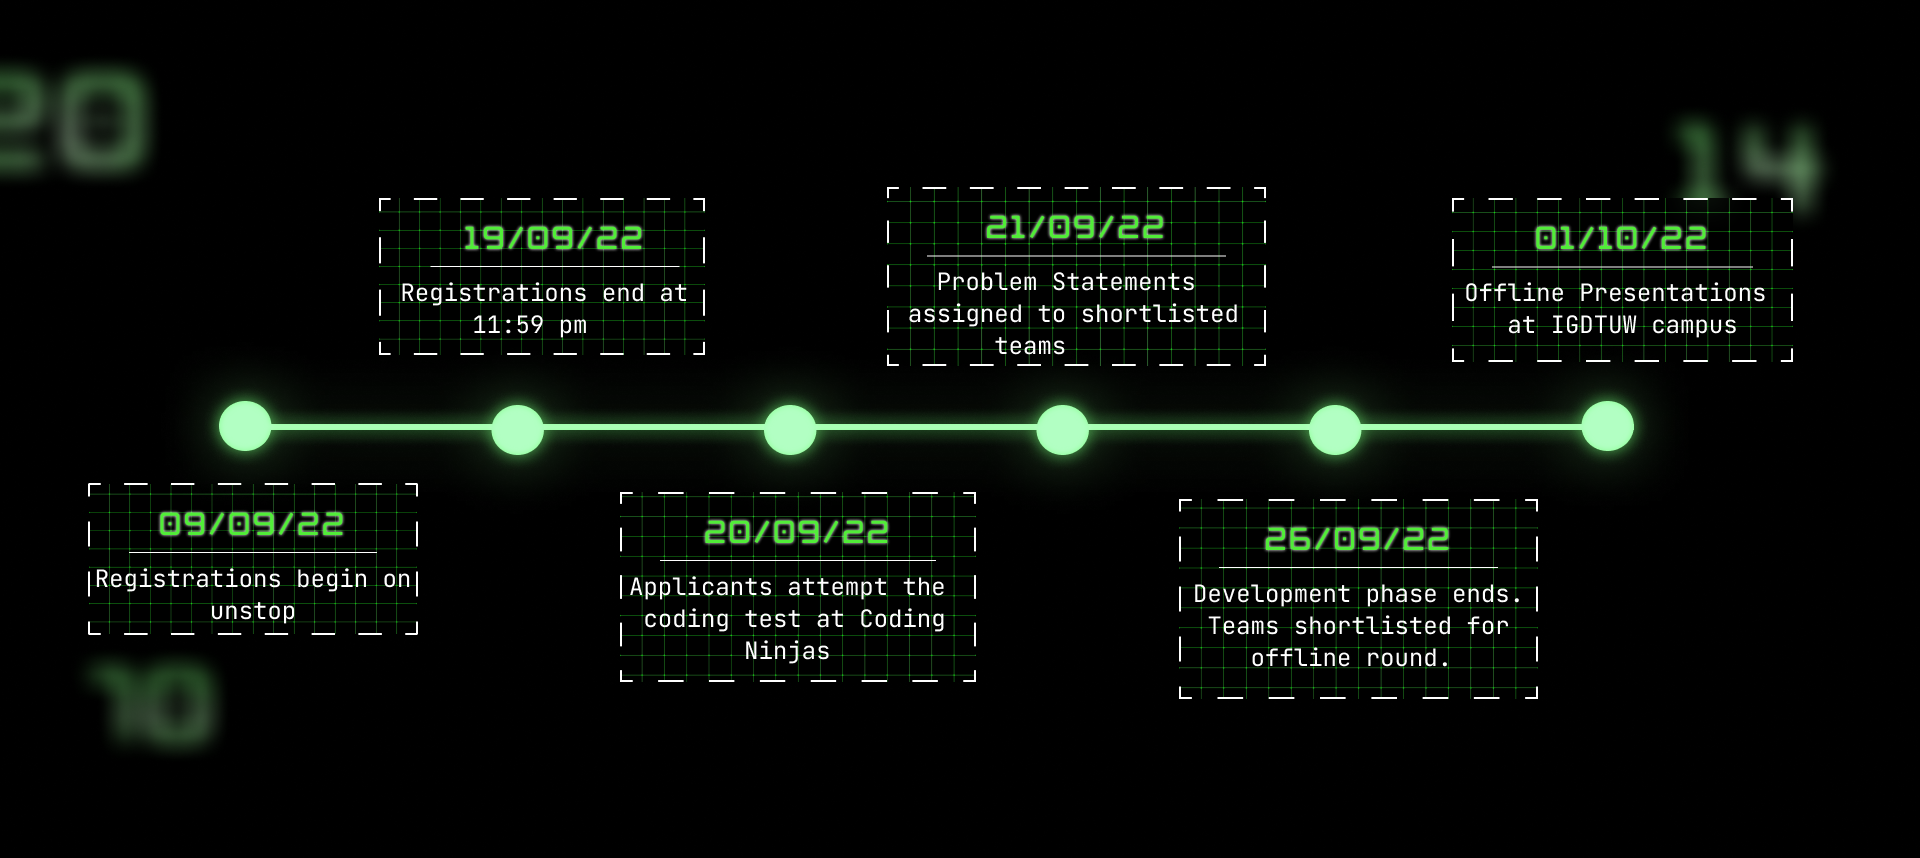 20
14
19/09/22
Registrations end at
11:59 pm
21/09/22
Problem Statements
assigned to shortlisted
teams
01/10/22
Offline Presentations
at IGDTUW campus
09/09/22
Registrations begin on
unstop
20/09/22
Applicants attempt the
coding test at Coding
Ninjas
26/09/22
Development phase ends.
Teams shortlisted for
offline round.
10